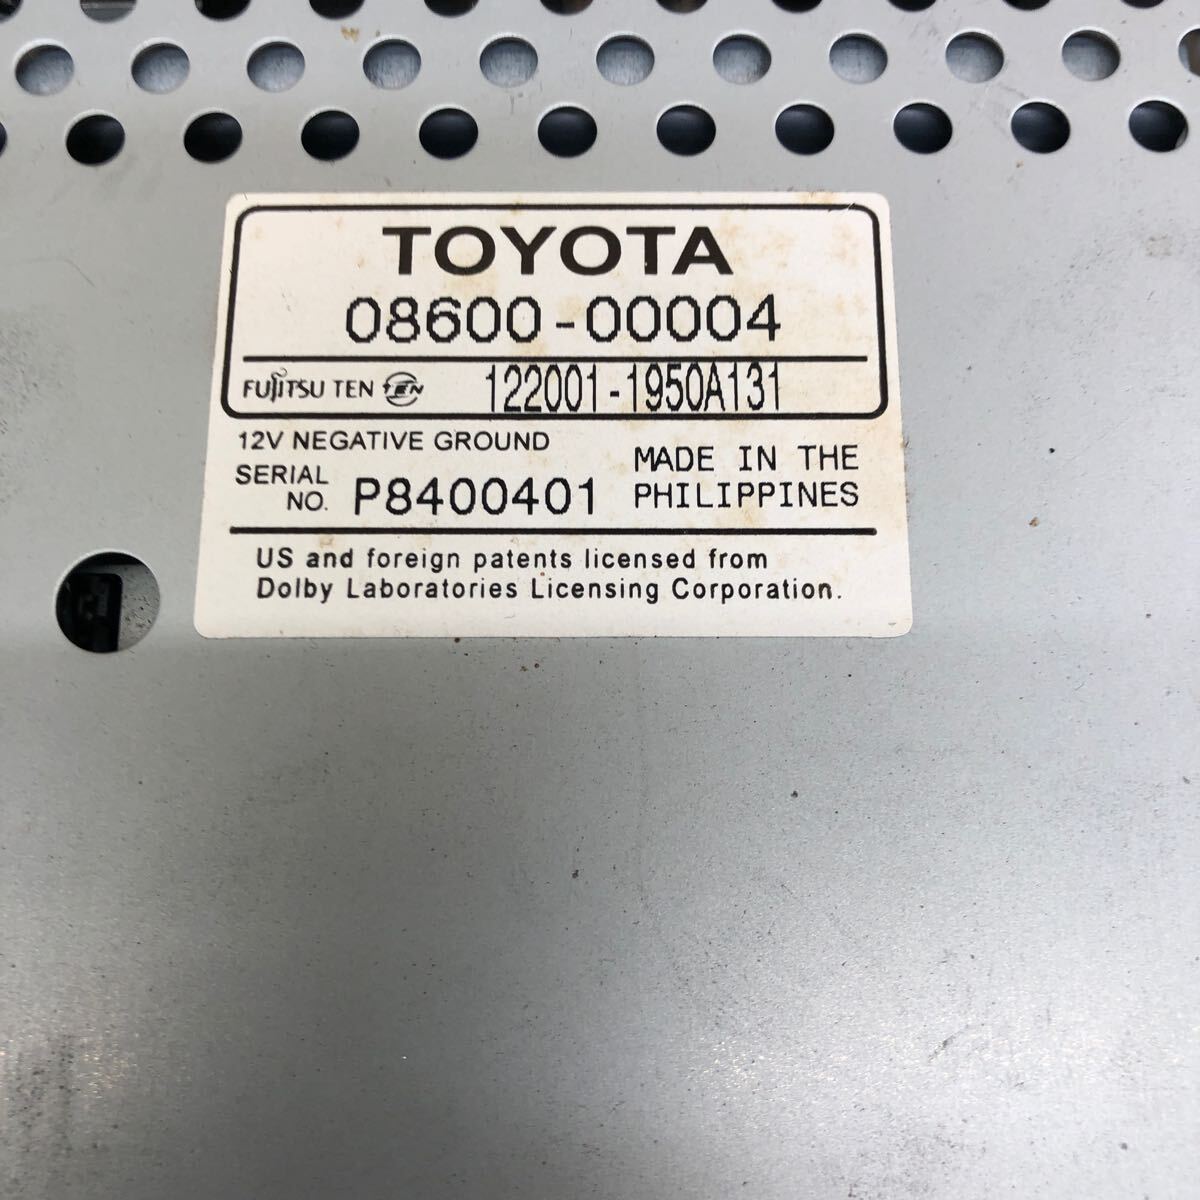 TOYOTA
08600-00004
FUJITSU TEN TEN 122001-1950A131
12V NEGATIVE GROUND
SERIAL NO. P8400401
MADE IN THE
PHILIPPINES
US and foreign patents licensed from
Dolby Laboratories Licensing Corporation.